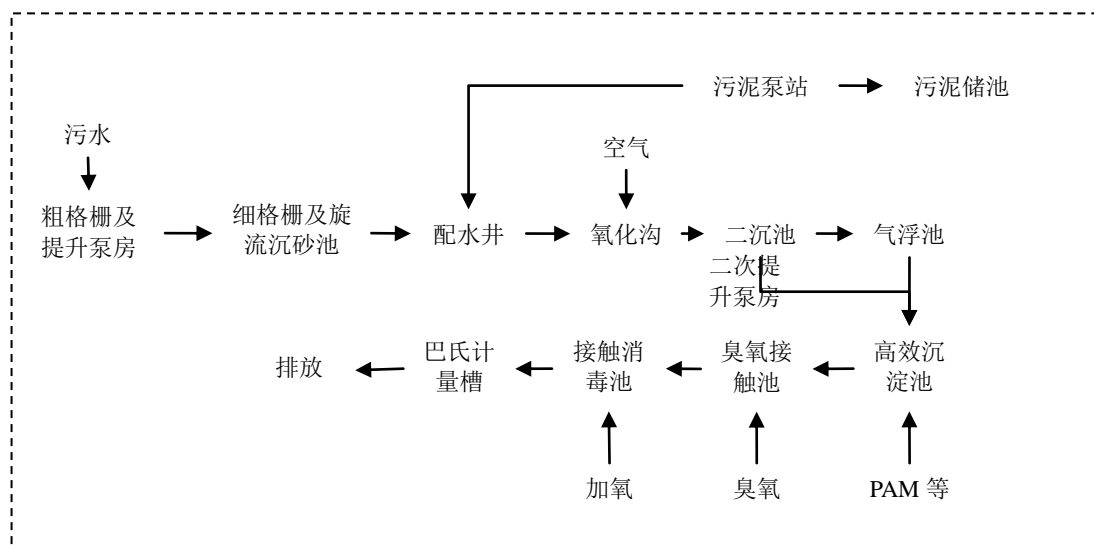 污泥泵站
污泥储池
污水
空气
粗格栅及
提升泵房
细格栅及旋
流沉砂池
配水井
氧化沟
二沉池
二次提
升泵房
气浮池
排放
巴氏计
量槽
接触消
毒池
臭氧接
触池
高效沉
淀池
加氧
臭氧
PAM 等